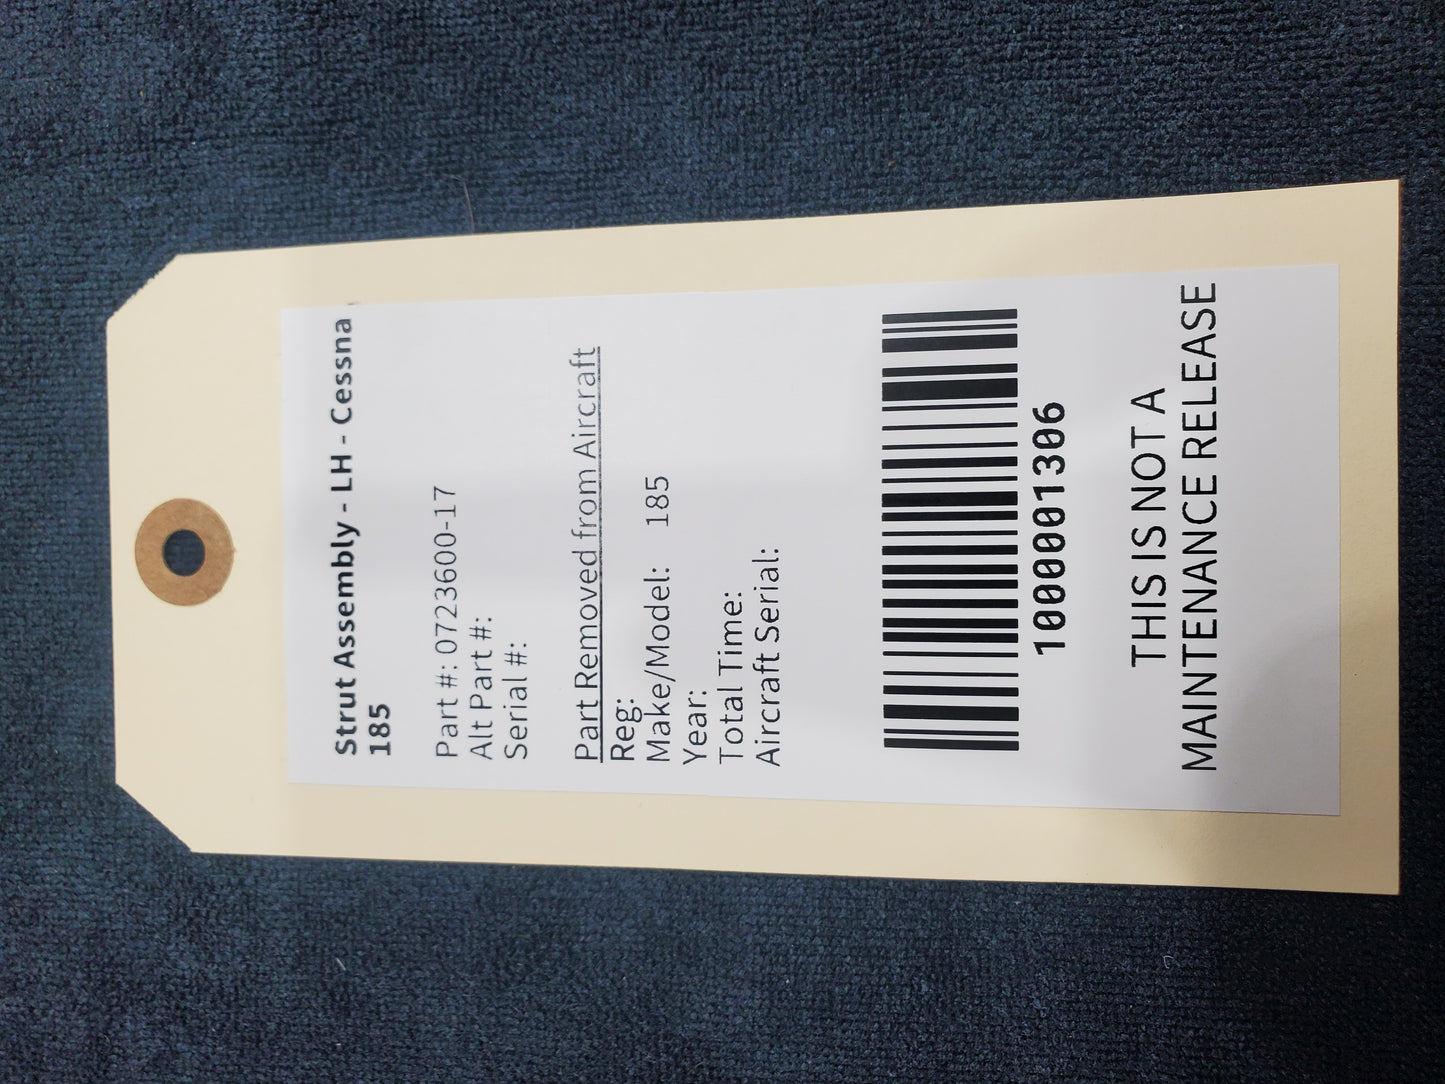 Strut Assembly - LH - Cessna
185
Part #: 0723600-17
Alt Part #:
Serial #:
Part Removed from Aircraft
Reg:
Make/Model: 185
Year:
Total Time:
Aircraft Serial:
1000001306
THIS IS NOT A
MAINTENANCE RELEASE